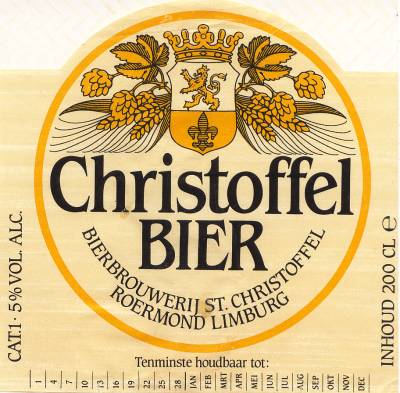 Christoffel
BIER
BIERBROUWERIJ ST. CHRISTOFFEL
ROERMOND LIMBURG
CAT.1· 5% VOL. ALC.
INHOUD 200 CL e
Tenminste houdbaar tot:
1 4 7 10 13 16 19 22 25 28 JAN FEB MRT APR MEI JUN JUL AUG SEP OKT NOV DEC